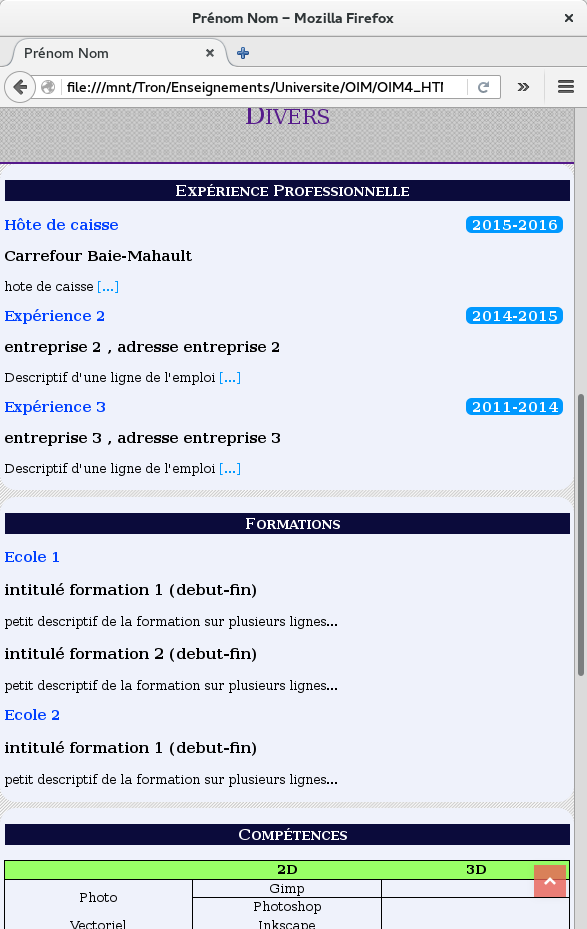 Prénom Nom – Mozilla Firefox
Prénom Nom
file:///mnt/Tron/Enseignements/Universite/OIM/OIM4_HTM
Divers
Expérience Professionnelle
Hôte de caisse 2015-2016
Carrefour Baie-Mahault
hote de caisse [...]
Expérience 2 2014-2015
entreprise 2 , adresse entreprise 2
Descriptif d'une ligne de l'emploi [...]
Expérience 3 2011-2014
entreprise 3 , adresse entreprise 3
Descriptif d'une ligne de l'emploi [...]
Formations
Ecole 1
intitulé formation 1 (debut-fin)
petit descriptif de la formation sur plusieurs lignes...
intitulé formation 2 (debut-fin)
petit descriptif de la formation sur plusieurs lignes...
Ecole 2
intitulé formation 1 (debut-fin)
petit descriptif de la formation sur plusieurs lignes...
Compétences
2D 3D
Photo Gimp
Photoshop
Vectoriel Inkscape